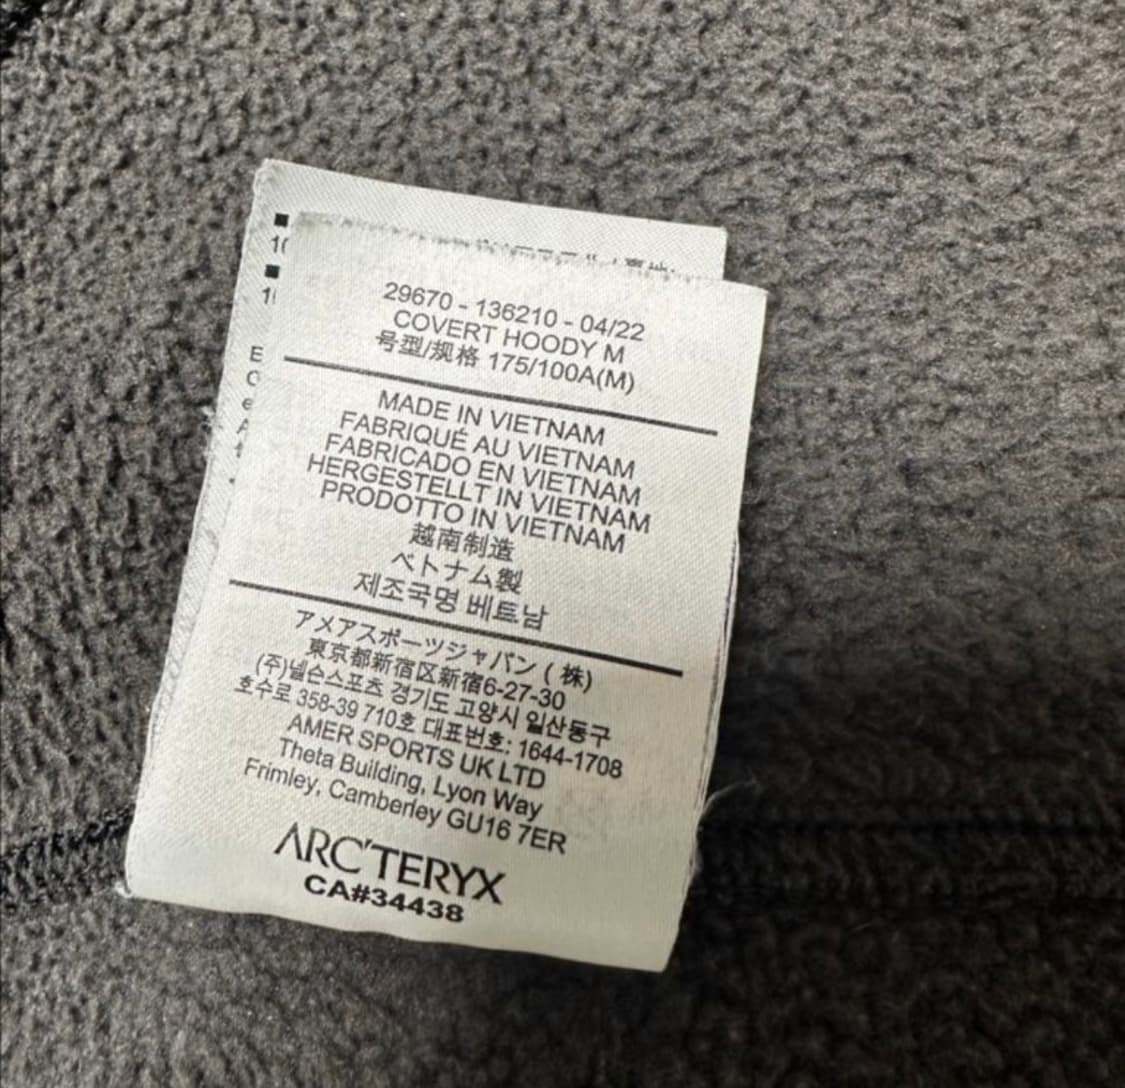 29670 - 136210 - 04/22
COVERT HOODY M
号型/规格 175/100A(M)
MADE IN VIETNAM
FABRIQUÉ AU VIETNAM
FABRICADO EN VIETNAM
HERGESTELLT IN VIETNAM
PRODOTTO IN VIETNAM
越南制造
ベトナム製
제조국명 베트남
アメアスポーツジャパン ( 株)
東京都新宿区新宿6-27-30
(주)넬슨스포츠 경기도 고양시 일산동구
호수로 358-39 710호 대표번호: 1644-1708
AMER SPORTS UK LTD
Theta Building, Lyon Way
Frimley, Camberley GU16 7ER
ARC'TERYX
CA#34438